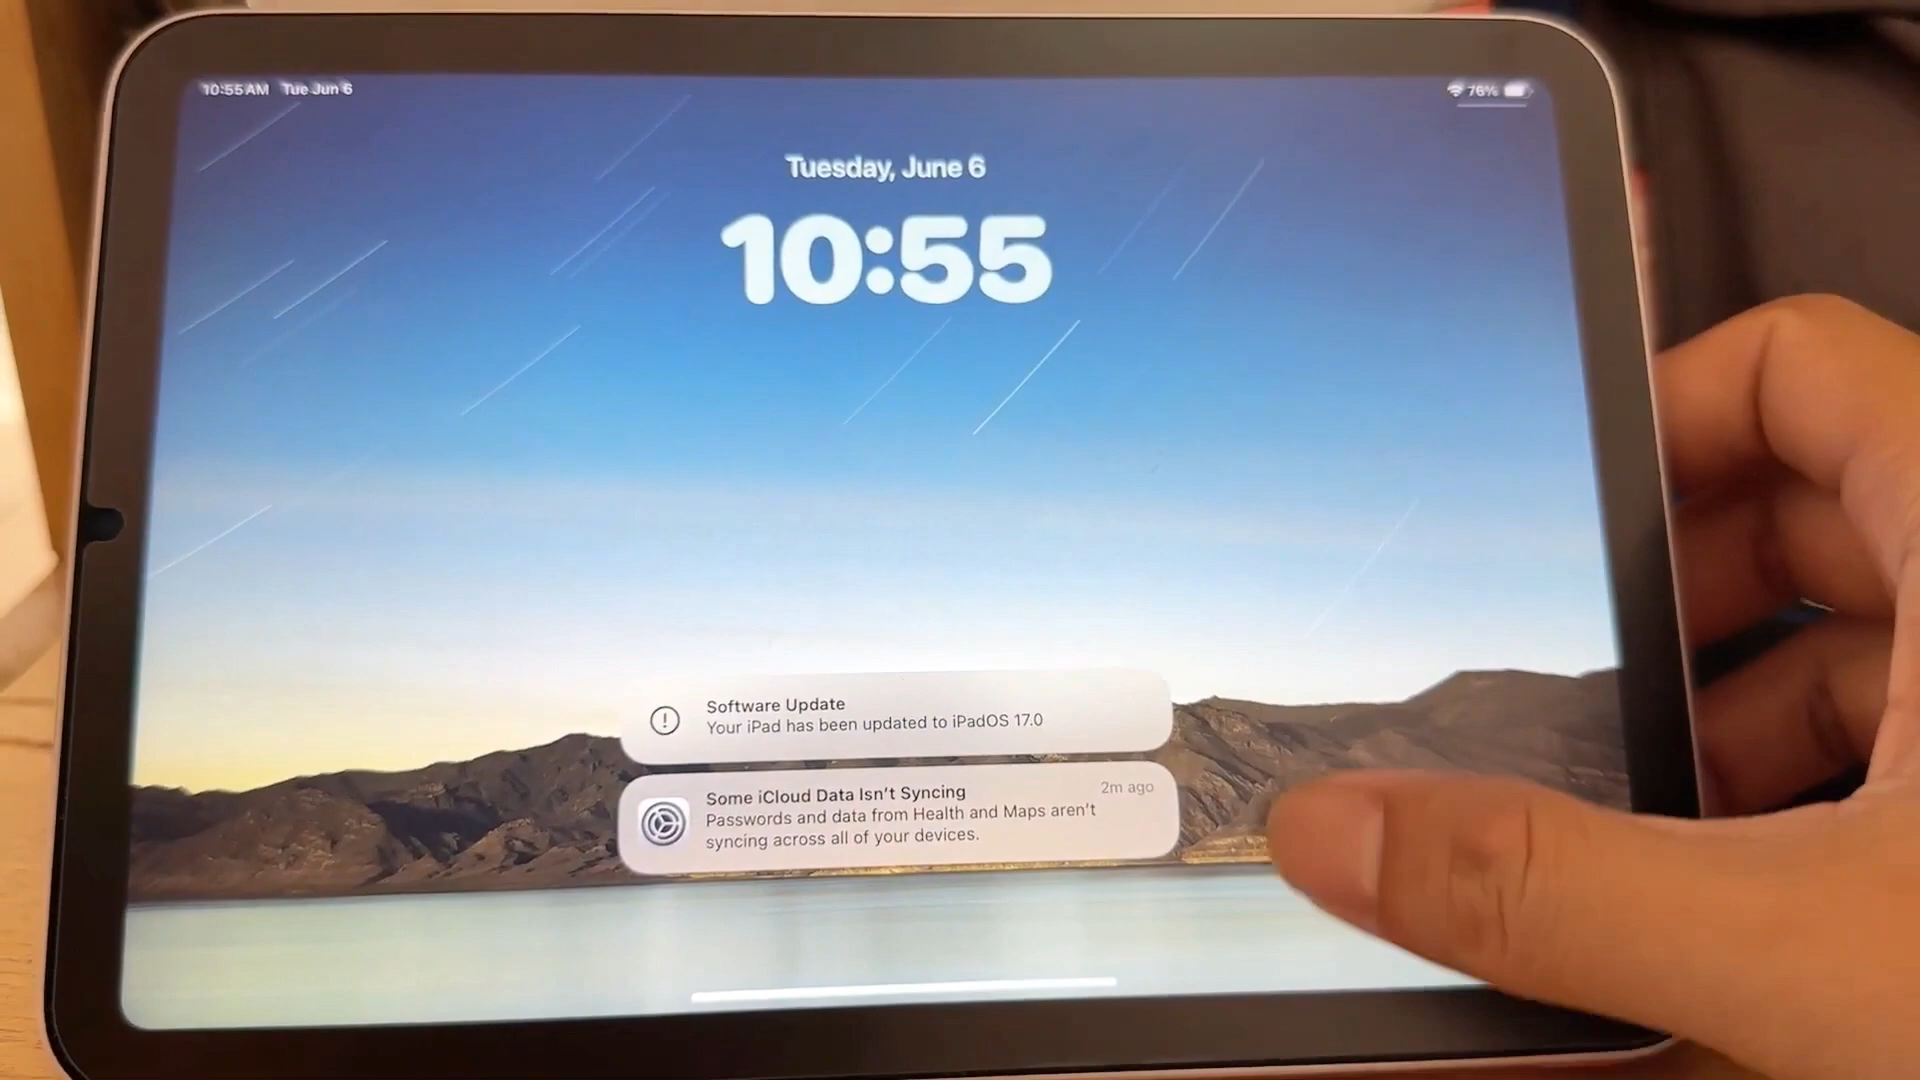 10:55 AM Tue Jun 6
76%
Tuesday, June 6
10:55
Software Update
Your iPad has been updated to iPadOS 17.0
Some iCloud Data Isn't Syncing
2m ago
Passwords and data from Health and Maps aren't
syncing across all of your devices.